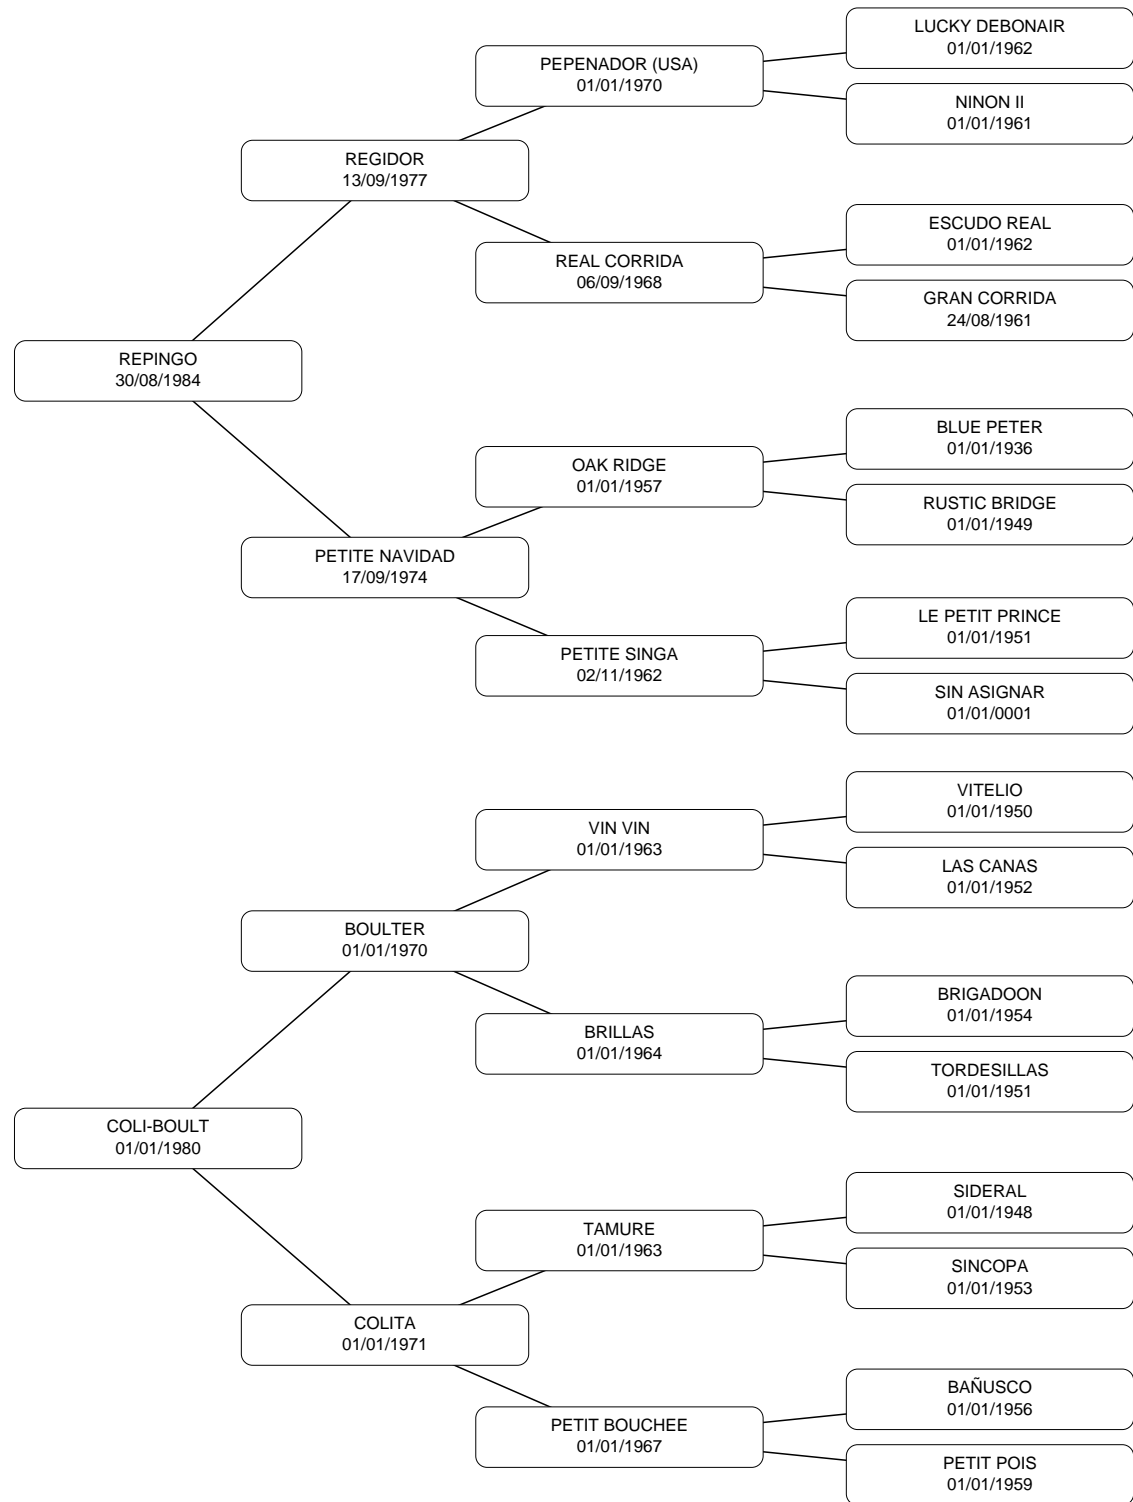 LUCKY DEBONAIR
01/01/1962
PEPENADOR (USA)
01/01/1970
NINON II
01/01/1961
REGIDOR
13/09/1977
ESCUDO REAL
01/01/1962
REAL CORRIDA
06/09/1968
GRAN CORRIDA
24/08/1961
REPINGO
30/08/1984
BLUE PETER
01/01/1936
OAK RIDGE
01/01/1957
RUSTIC BRIDGE
01/01/1949
PETITE NAVIDAD
17/09/1974
LE PETIT PRINCE
01/01/1951
PETITE SINGA
02/11/1962
SIN ASIGNAR
01/01/0001
VITELIO
01/01/1950
VIN VIN
01/01/1963
LAS CANAS
01/01/1952
BOULTER
01/01/1970
BRIGADOON
01/01/1954
BRILLAS
01/01/1964
TORDESILLAS
01/01/1951
COLI-BOULT
01/01/1980
SIDERAL
01/01/1948
TAMURE
01/01/1963
SINCOPA
01/01/1953
COLITA
01/01/1971
BAÑUSCO
01/01/1956
PETIT BOUCHEE
01/01/1967
PETIT POIS
01/01/1959